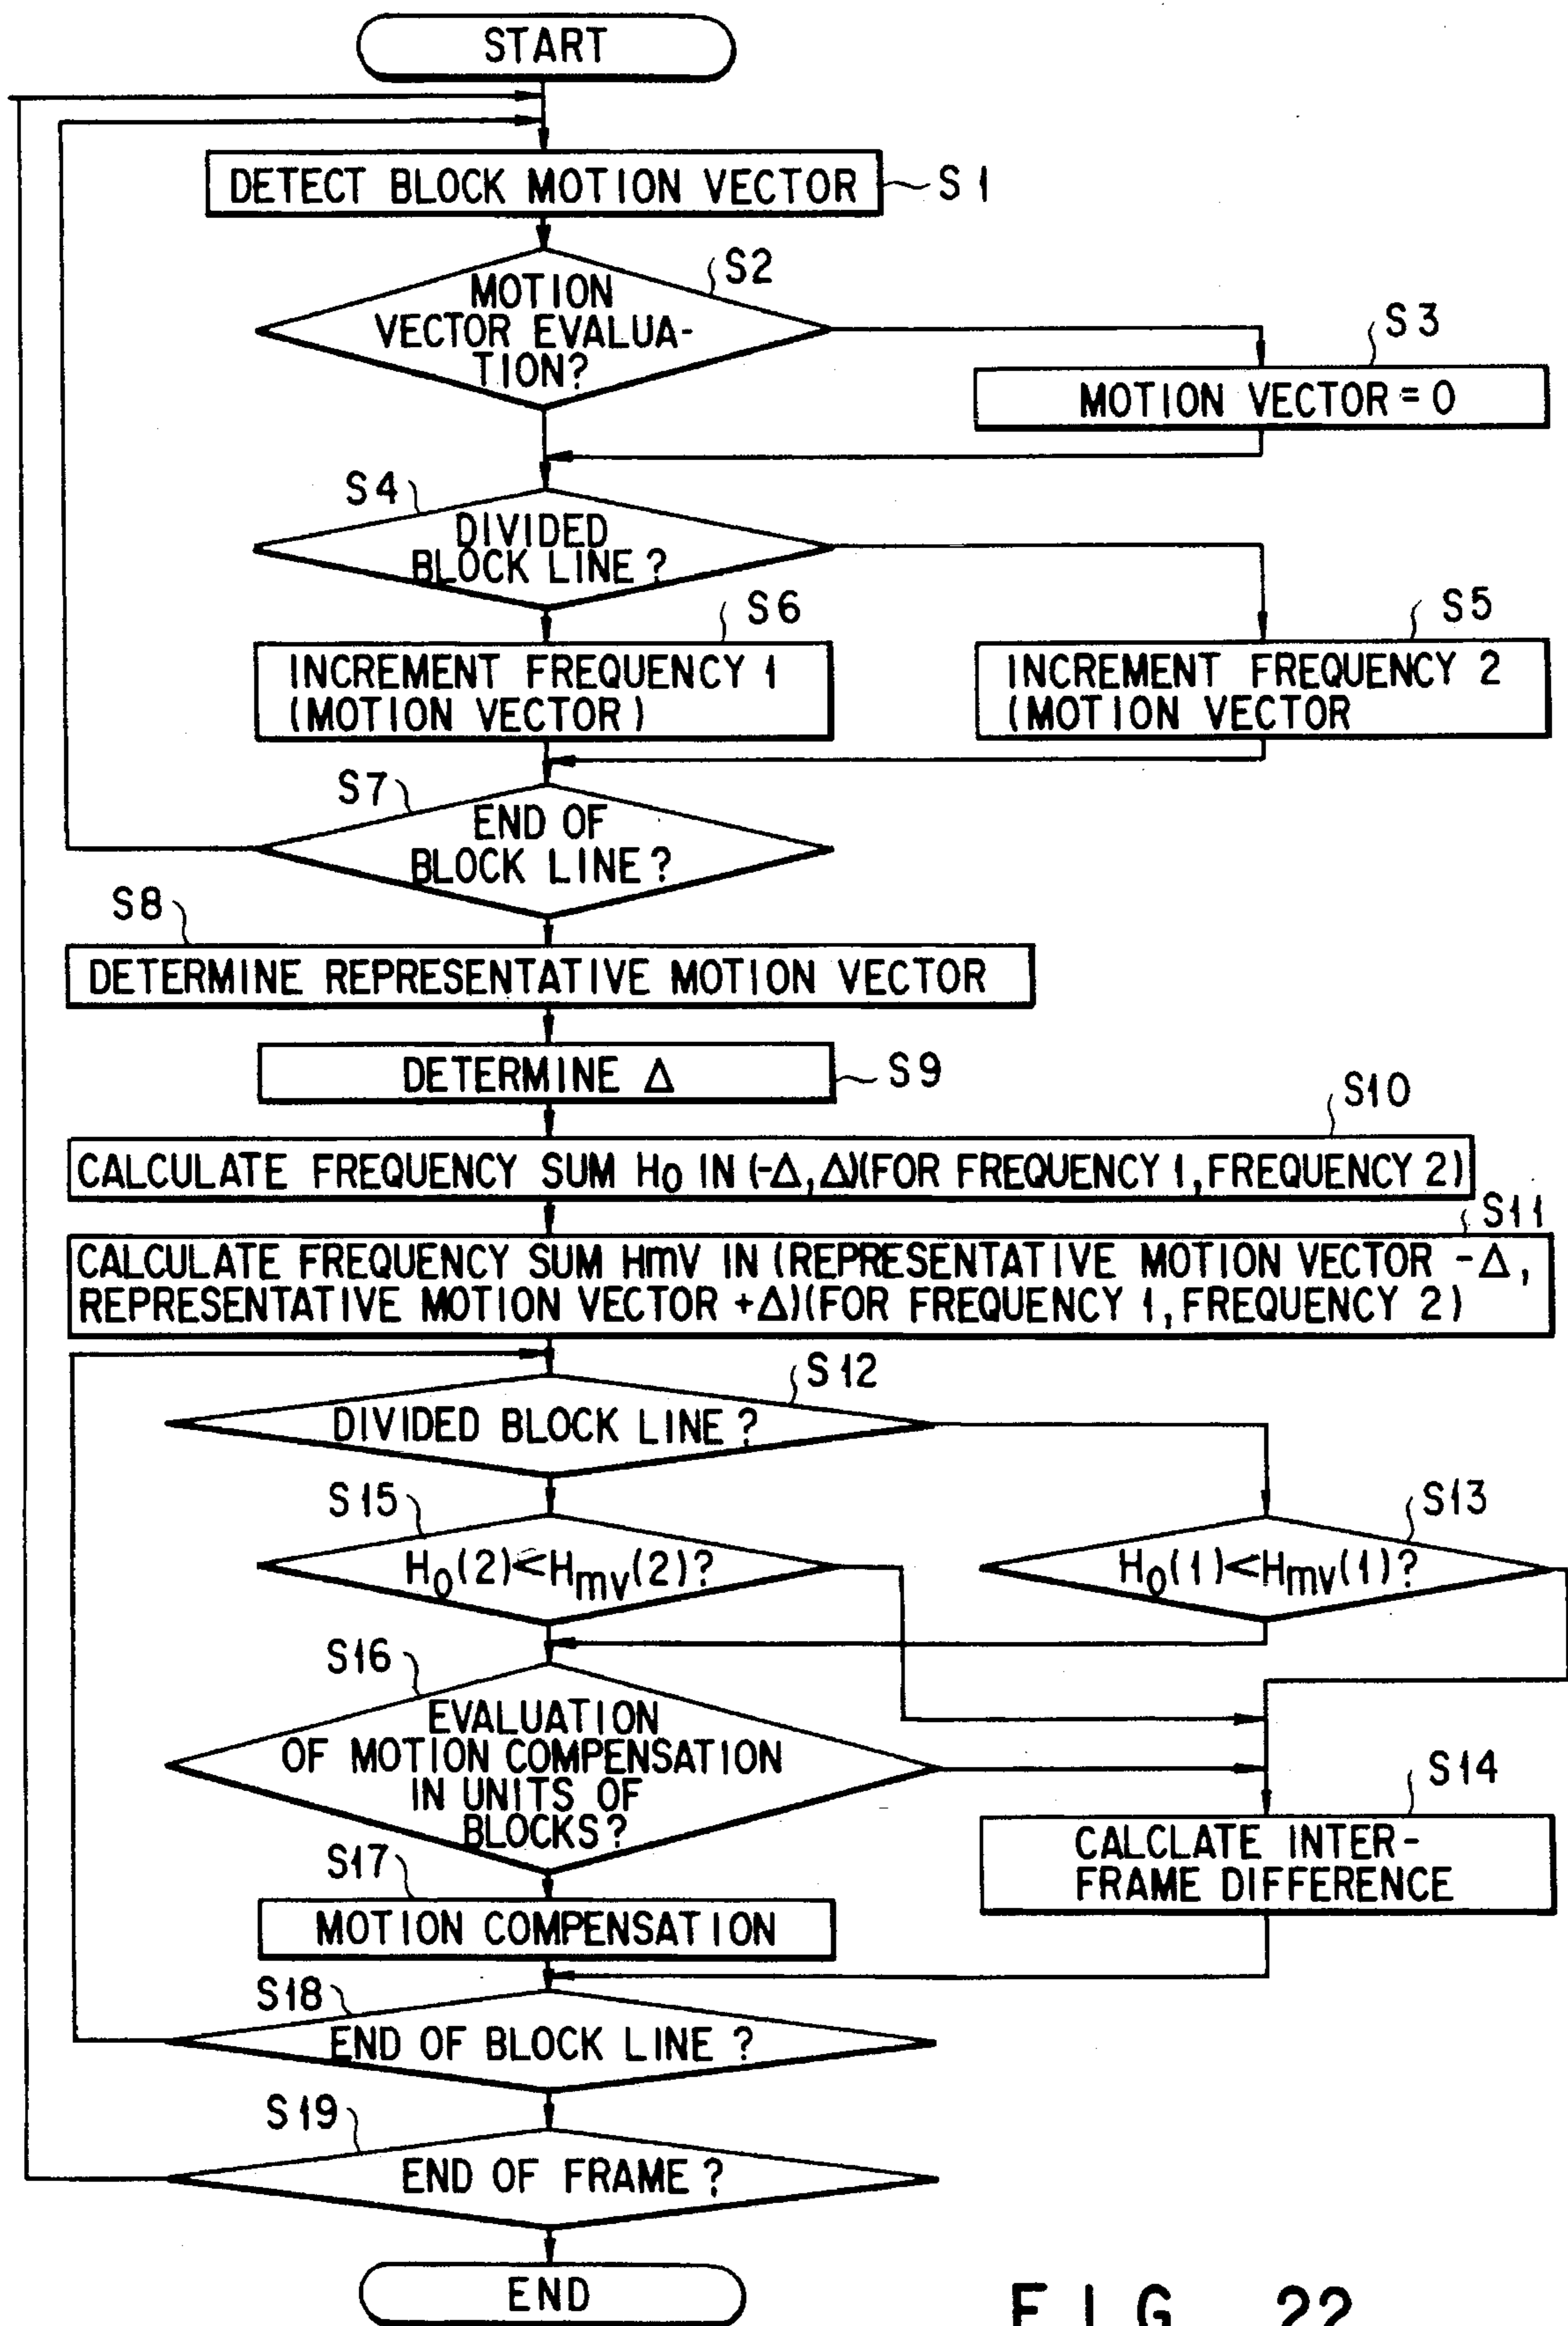 START
DETECT BLOCK MOTION VECTOR
S1
S2
MOTION
VECTOR EVALUA-
TION?
S3
MOTION VECTOR = 0
S4
DIVIDED
BLOCK LINE?
S6
INCREMENT FREQUENCY 1
(MOTION VECTOR)
S5
INCREMENT FREQUENCY 2
(MOTION VECTOR
S7
END OF
BLOCK LINE?
S8
DETERMINE REPRESENTATIVE MOTION VECTOR
DETERMINE Δ
S9
S10
CALCULATE FREQUENCY SUM Ho IN (-Δ, Δ)(FOR FREQUENCY 1, FREQUENCY 2)
S11
CALCULATE FREQUENCY SUM HmV IN (REPRESENTATIVE MOTION VECTOR -Δ,
REPRESENTATIVE MOTION VECTOR +Δ)(FOR FREQUENCY 1, FREQUENCY 2)
S12
DIVIDED BLOCK LINE?
S15
H0(2)<Hmv(2)?
S13
H0(1)<Hmv(1)?
S16
EVALUATION
OF MOTION COMPENSATION
IN UNITS OF
BLOCKS?
S14
CALCLATE INTER-
FRAME DIFFERENCE
S17
MOTION COMPENSATION
S18
END OF BLOCK LINE?
S19
END OF FRAME?
END
FIG. 22